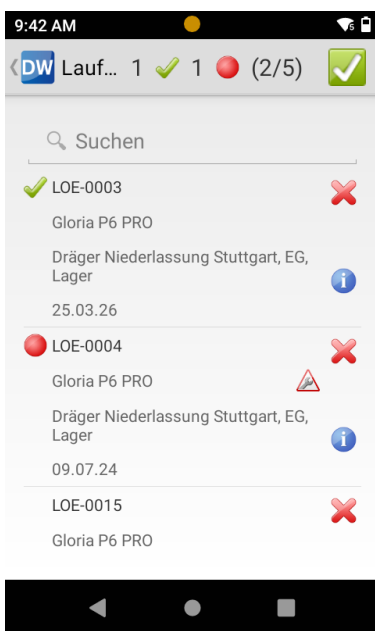 9:42 AM
DW Lauf... 1 1 (2/5)
Suchen
LOE-0003
Gloria P6 PRO
Dräger Niederlassung Stuttgart, EG,
Lager
25.03.26
LOE-0004
Gloria P6 PRO
Dräger Niederlassung Stuttgart, EG,
Lager
09.07.24
LOE-0015
Gloria P6 PRO